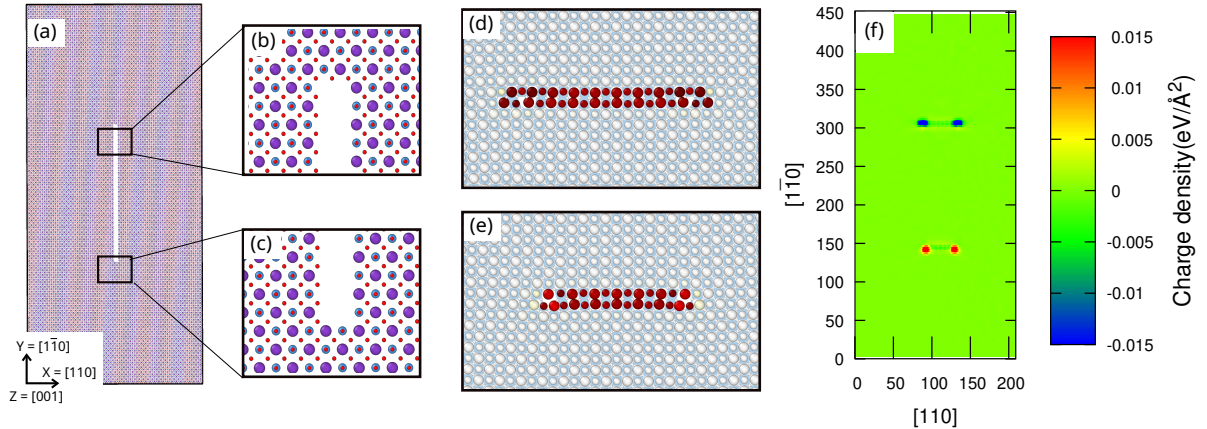 (a)
Y = [11̅0]
X = [110]
Z = [001]
(b)
(c)
(d)
(e)
(f)
450
400
350
300
250
200
150
100
50
0
[11̅0]
0 50 100 150 200
[110]
0.015
0.01
0.005
0
-0.005
-0.01
-0.015
Charge density(eV/Å²)